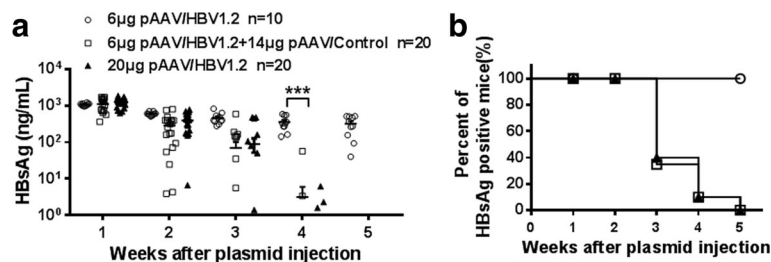 a
6μg pAAV/HBV1.2 n=10
6μg pAAV/HBV1.2+14μg pAAV/Control n=20
20μg pAAV/HBV1.2 n=20
HBsAg (ng/mL)
10⁴
10³
10²
10¹
10⁰
***
1 2 3 4 5
Weeks after plasmid injection
b
Percent of
HBsAg positive mice(%)
100
80
60
40
20
0
0 1 2 3 4 5
Weeks after plasmid injection